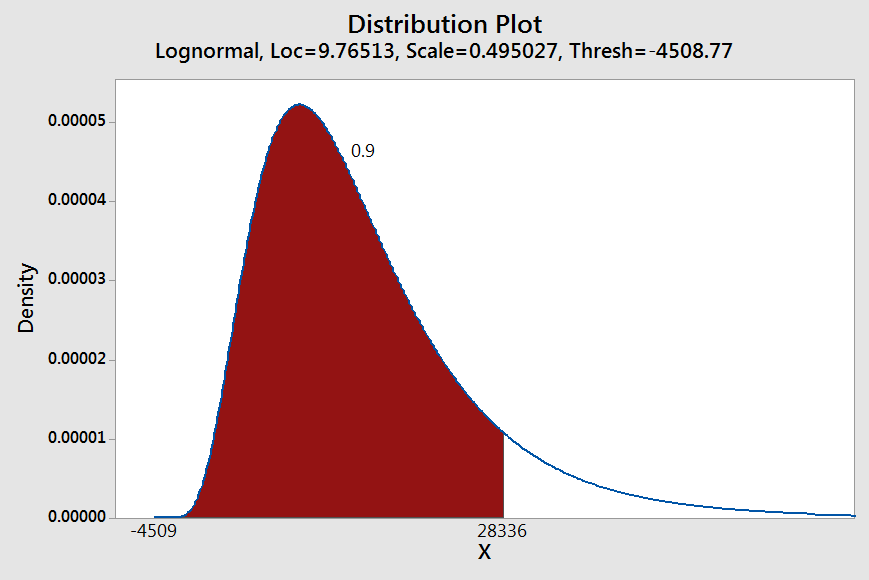 Distribution Plot
Lognormal, Loc=9.76513, Scale=0.495027, Thresh=-4508.77
0.00005
0.9
0.00004
0.00003
Density
0.00002
0.00001
0.00000
-4509 28336
X